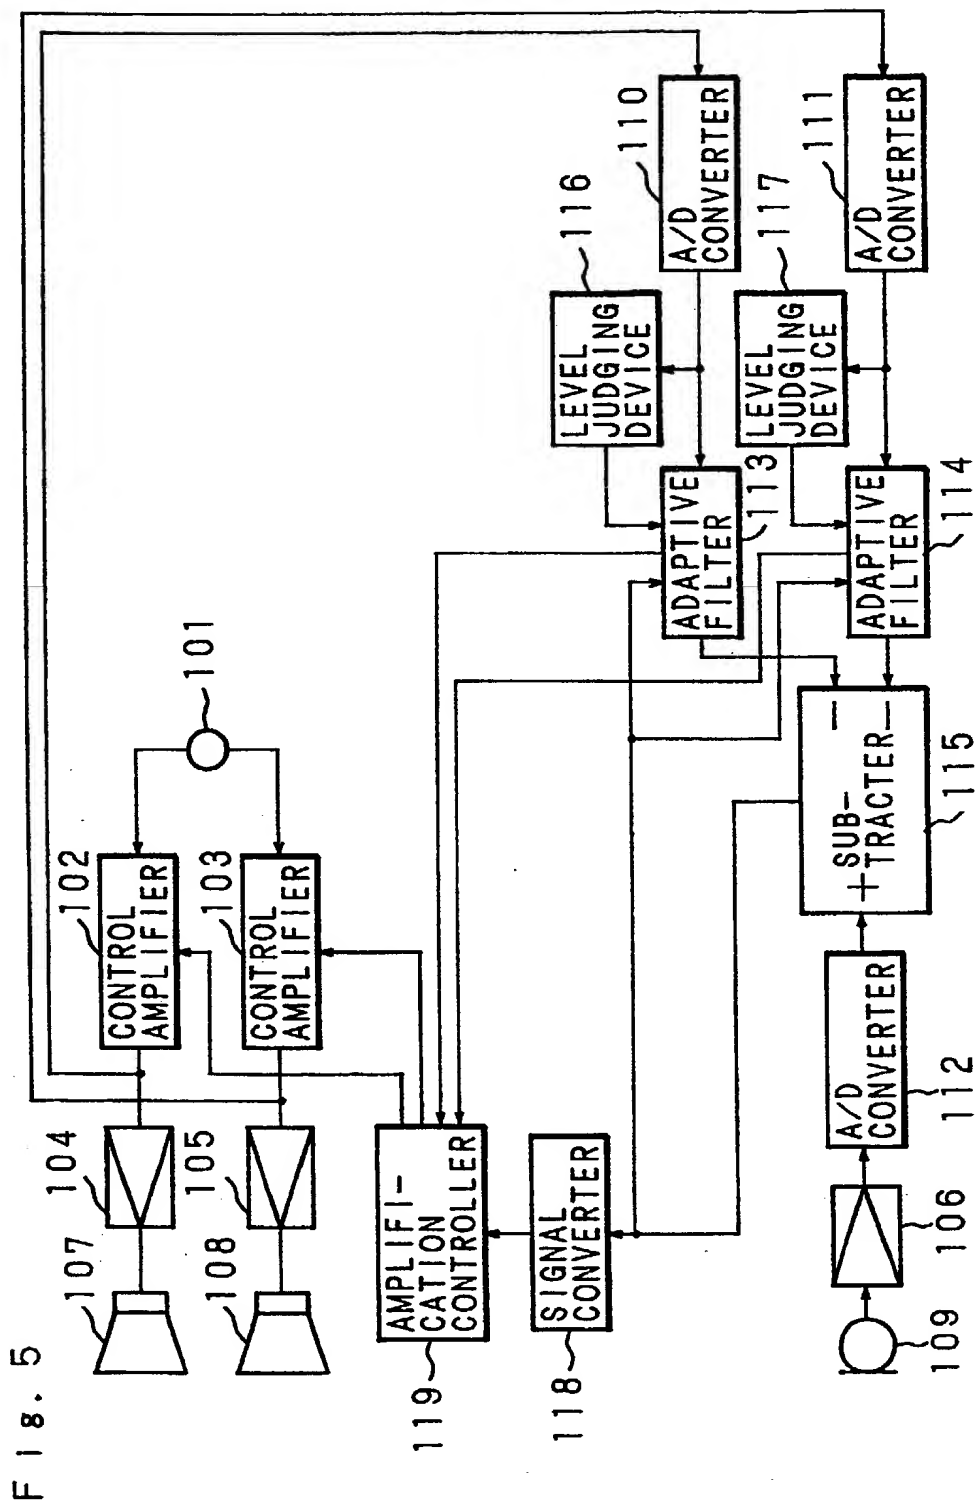 Fig. 5
107
104
102
CONTROL
AMPLIFIER
101
108
105
103
CONTROL
AMPLIFIER
119
AMPLIFI-
CATION
CONTROLLER
118
SIGNAL
CONVERTER
116
LEVEL
JUDGING
DEVICE
110
A/D
CONVERTER
ADAPTIVE
FILTER
113
117
LEVEL
JUDGING
DEVICE
111
A/D
CONVERTER
ADAPTIVE
FILTER
114
109
106
A/D
CONVERTER
112
+
SUB-
TRACTER
−
−
115